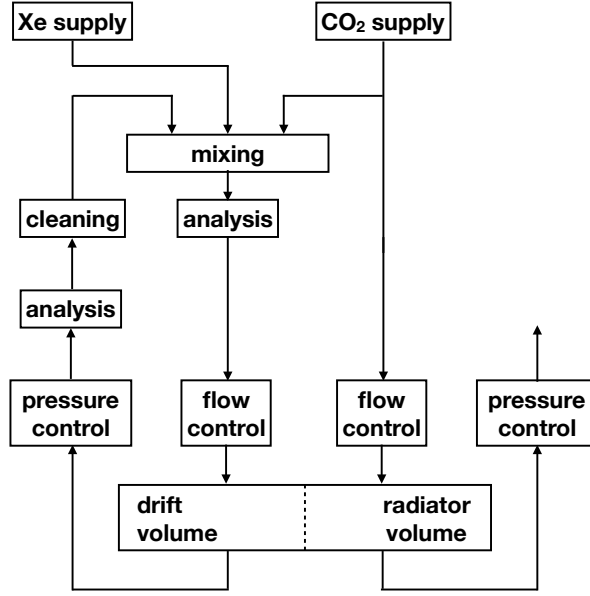 Xe supply
CO₂ supply
mixing
cleaning
analysis
analysis
pressure
control
flow
control
flow
control
pressure
control
drift
volume
radiator
volume